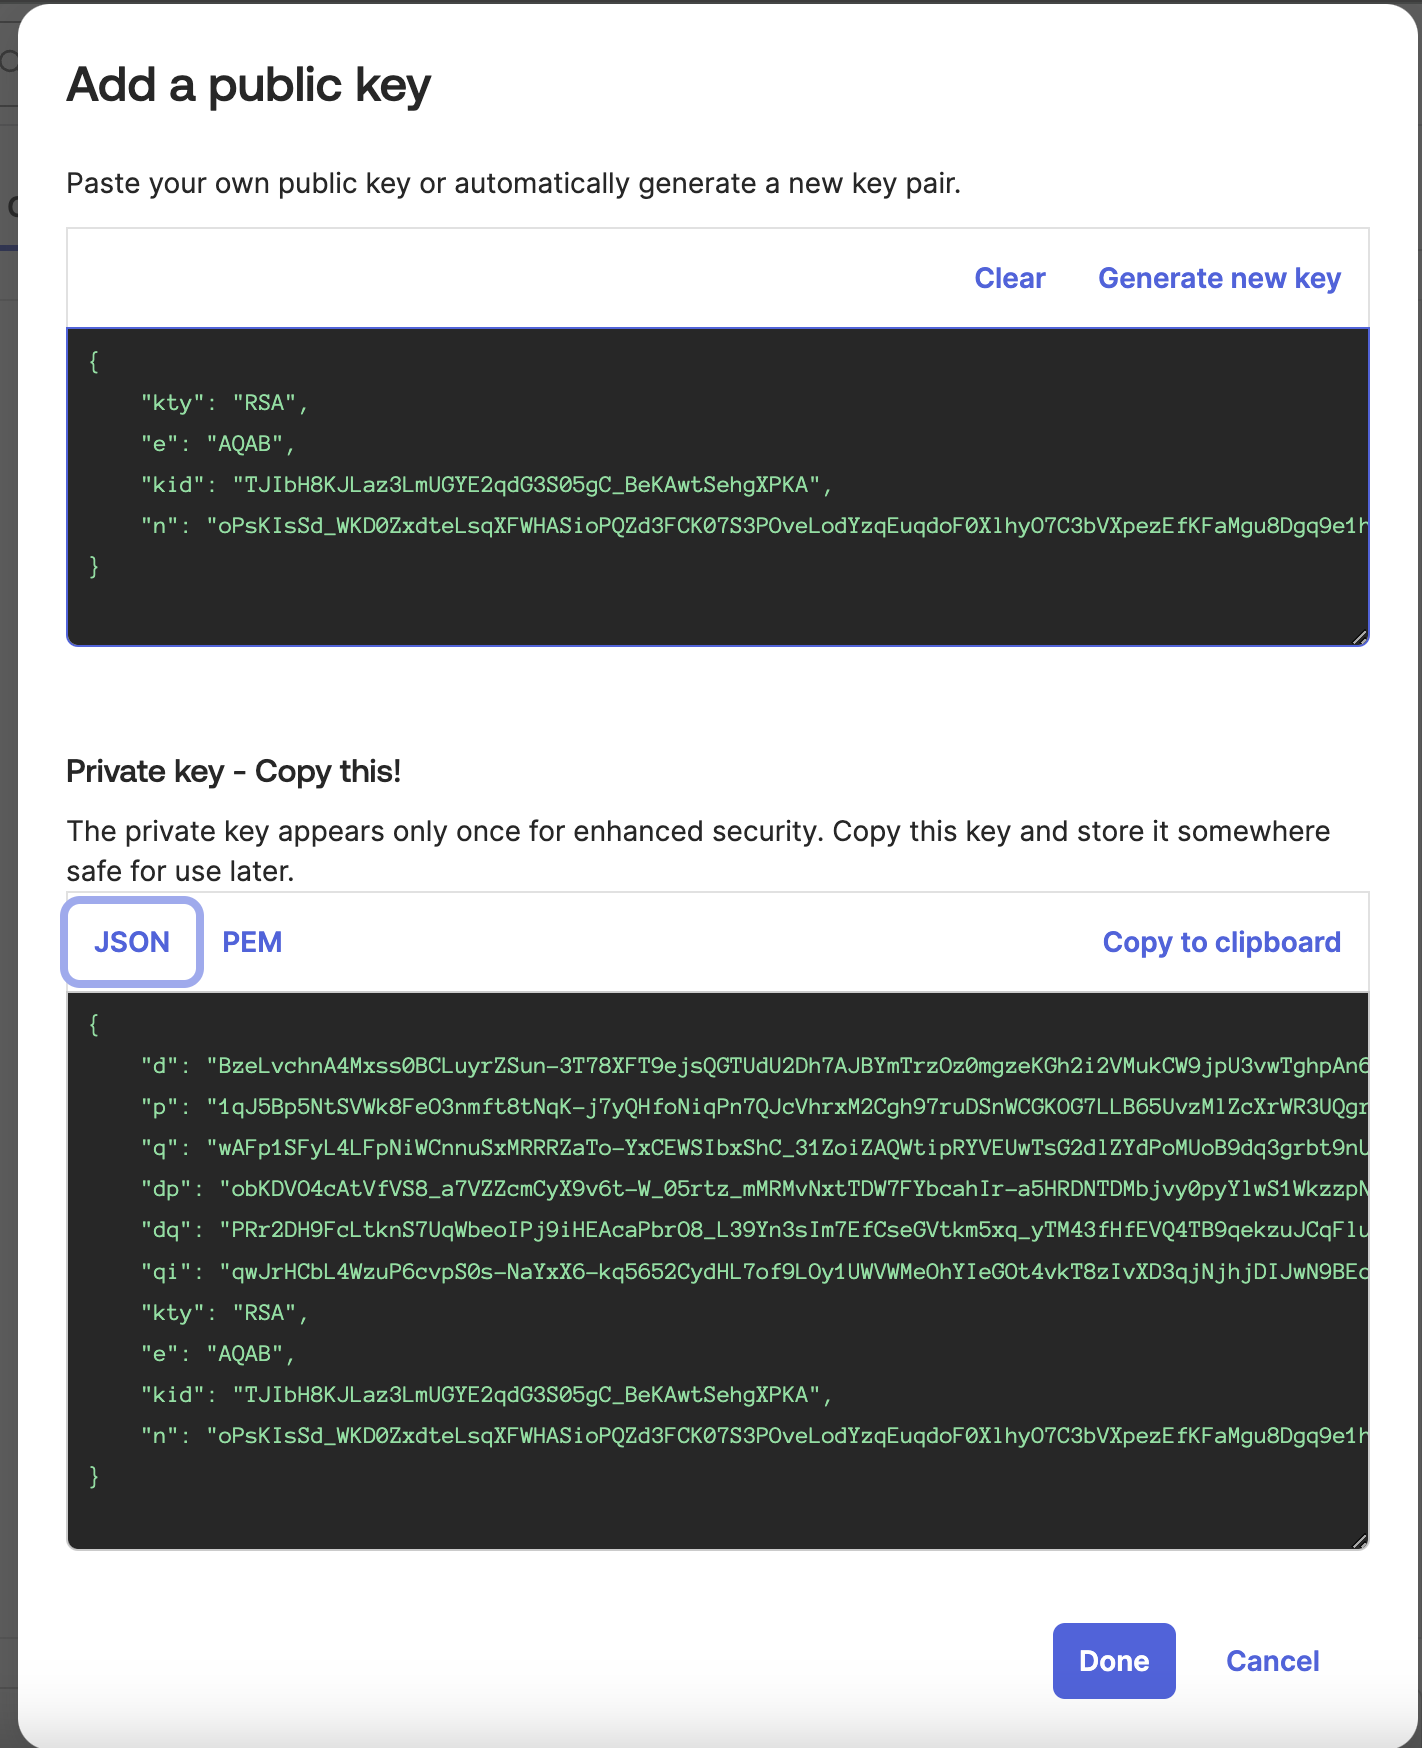 Add a public key
Paste your own public key or automatically generate a new key pair.
Clear Generate new key
{
"kty": "RSA",
"e": "AQAB",
"kid": "TJIbH8KJLaz3LmUGYE2qdG3S05gC_BeKAwtSehgXPKA",
"n": "oPsKIsSd_WKD0ZxdteLsqXFWHASioPQZd3FCK07S3POveLodYzqEuqdoF0XlhyO7C3bVXpezEfKFaMgu8Dgq9e1h
}
Private key - Copy this!
The private key appears only once for enhanced security. Copy this key and store it somewhere
safe for use later.
JSON PEM Copy to clipboard
{
"d": "BzeLvchnA4Mxss0BCLuyrZSun-3T78XFT9ejsQGTUdU2Dh7AJBYmTrzOz0mgzeKGh2i2VMukCW9jpU3vwTghpAn6
"p": "1qJ5Bp5NtSVWk8FeO3nmft8tNqK-j7yQHfoNiqPn7QJcVhrxM2Cgh97ruDSnWCGKOG7LLB65UvzMlZcXrWR3UQgr
"q": "wAFp1SFyL4LFpNiWCnnuSxMRRRZaTo-YxCEWSIbxShC_31ZoiZAQWtipRYVEUwTsG2dlZYdPoMUoB9dq3grbt9nU
"dp": "obKDVO4cAtVfVS8_a7VZZcmCyX9v6t-W_05rtz_mMRMvNxtTDW7FYbcahIr-a5HRDNTDMbjvy0pyYlwS1WkzzpN
"dq": "PRr2DH9FcLtknS7UqWbeoIPj9iHEAcaPbrO8_L39Yn3sIm7EfCseGVtkm5xq_yTM43fHfEVQ4TB9qekzuJCqFlu
"qi": "qwJrHCbL4WzuP6cvpS0s-NaYxX6-kq5652CydHL7of9LOy1UWVWMeOhYIeGOt4vkT8zIvXD3qjNjhjDIJwN9BEc
"kty": "RSA",
"e": "AQAB",
"kid": "TJIbH8KJLaz3LmUGYE2qdG3S05gC_BeKAwtSehgXPKA",
"n": "oPsKIsSd_WKD0ZxdteLsqXFWHASioPQZd3FCK07S3POveLodYzqEuqdoF0XlhyO7C3bVXpezEfKFaMgu8Dgq9e1h
}
Done Cancel